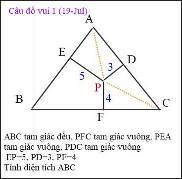 Câu đố vui 1 (19-Jul)
A
E
D
5
3
P
4
B
C
F
ABC tam giác đều, PFC tam giác vuông, PEA
tam giác vuông, PDC tam giác vuông
EP=5, PD=3, PF=4
Tính diện tích ABC